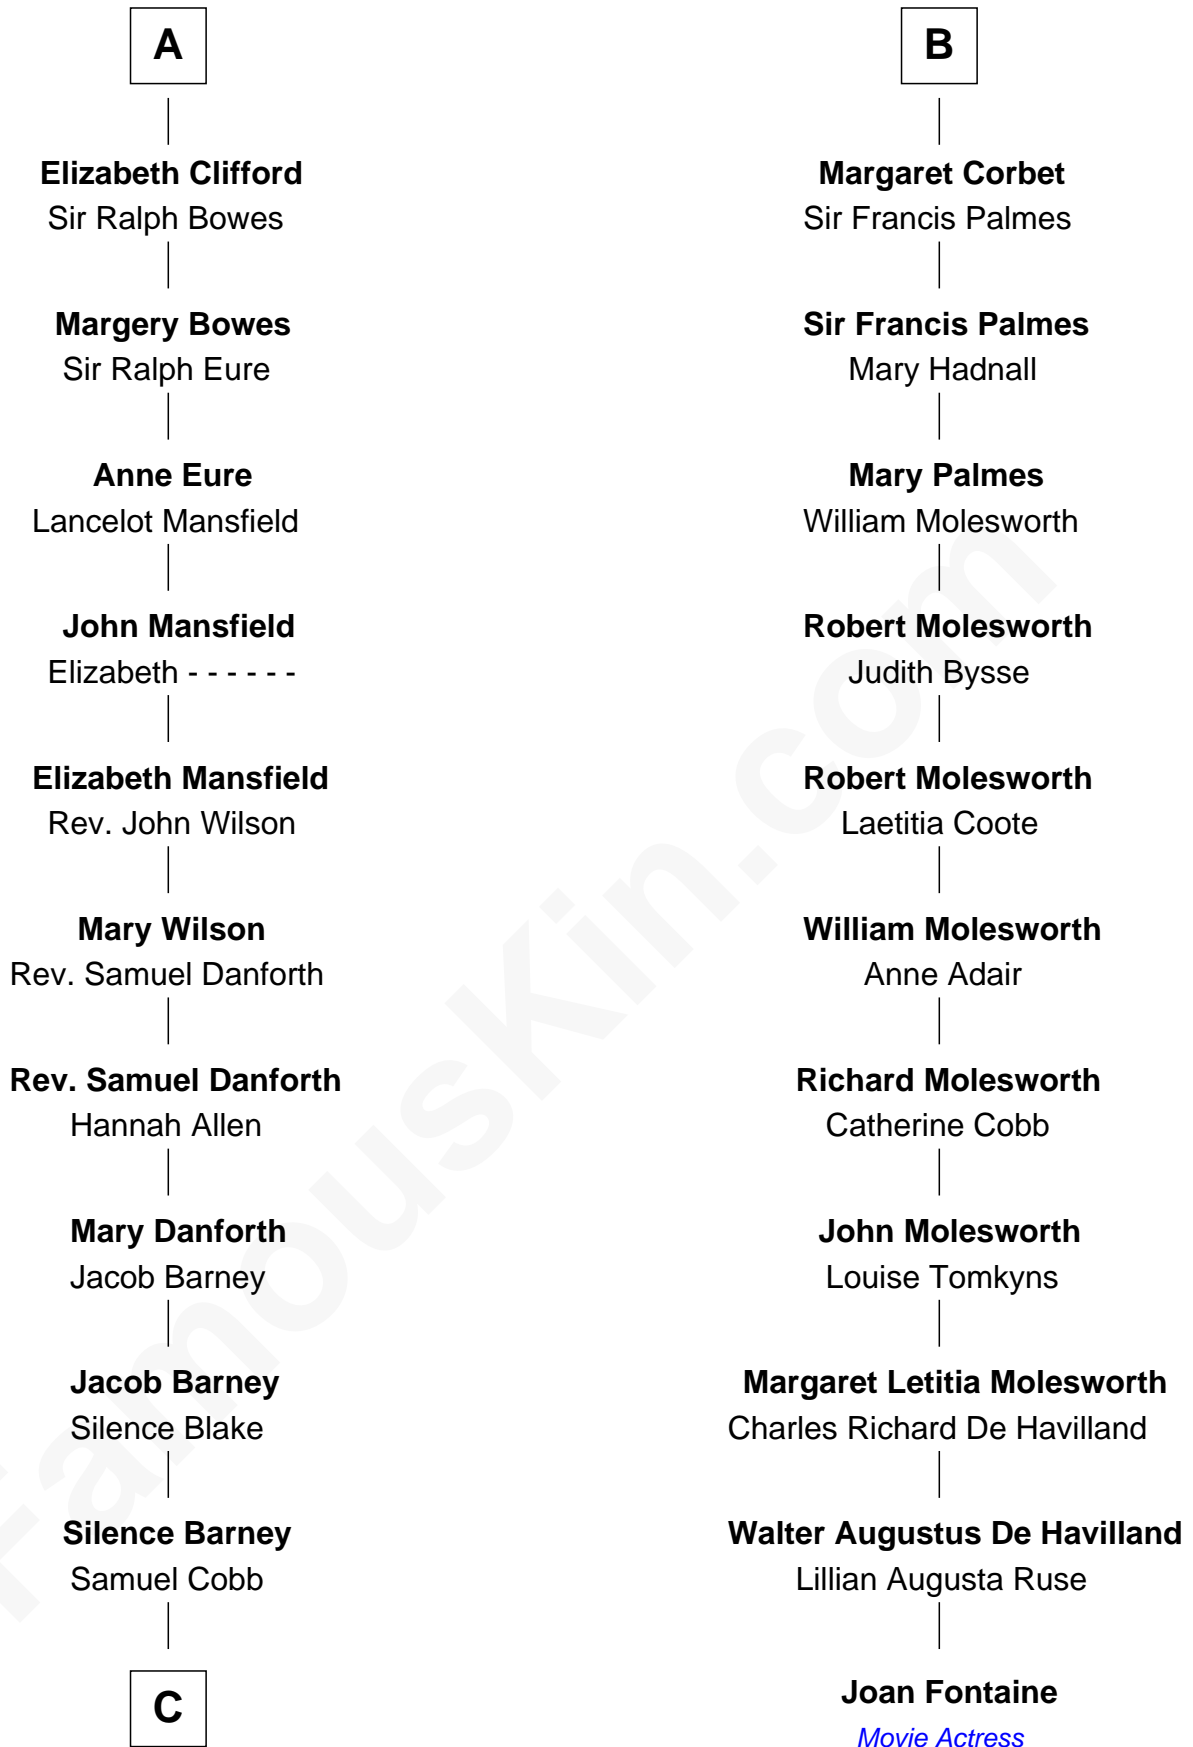 A
Elizabeth Clifford
Sir Ralph Bowes
Margery Bowes
Sir Ralph Eure
Anne Eure
Lancelot Mansfield
John Mansfield
Elizabeth - - - - - -
Elizabeth Mansfield
Rev. John Wilson
Mary Wilson
Rev. Samuel Danforth
Rev. Samuel Danforth
Hannah Allen
Mary Danforth
Jacob Barney
Jacob Barney
Silence Blake
Silence Barney
Samuel Cobb
C
B
Margaret Corbet
Sir Francis Palmes
Sir Francis Palmes
Mary Hadnall
Mary Palmes
William Molesworth
Robert Molesworth
Judith Bysse
Robert Molesworth
Laetitia Coote
William Molesworth
Anne Adair
Richard Molesworth
Catherine Cobb
John Molesworth
Louise Tomkyns
Margaret Letitia Molesworth
Charles Richard De Havilland
Walter Augustus De Havilland
Lillian Augusta Ruse
Joan Fontaine
Movie Actress
FamousKin.com